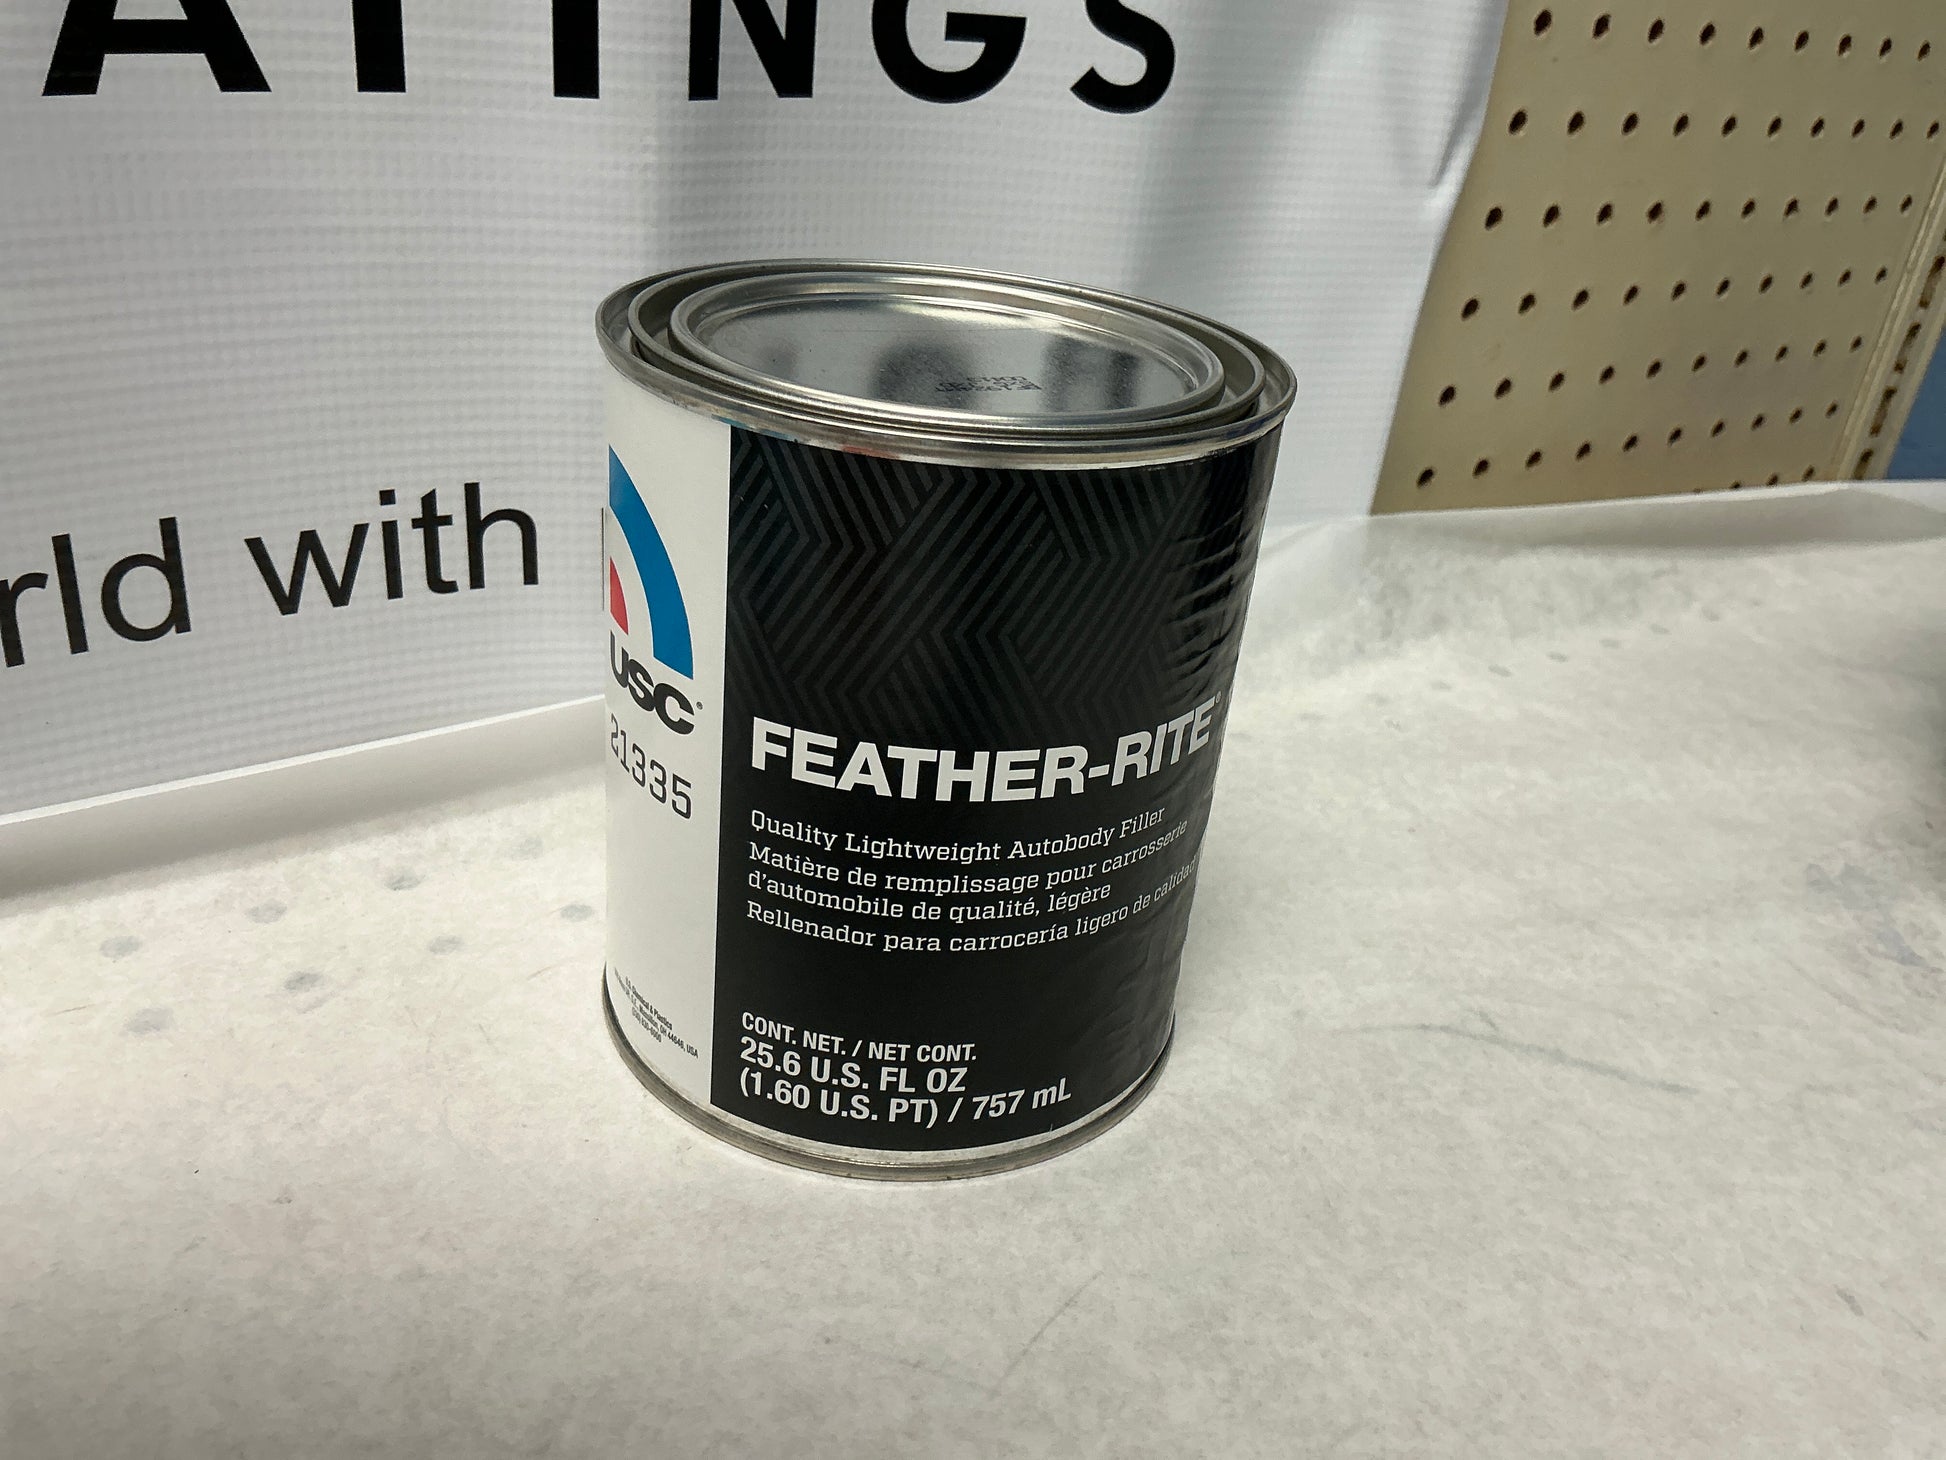 ATINGS
rld with
USC
21335
FEATHER-RITE®
Quality Lightweight Autobody Filler
Matière de remplissage pour carrosserie
d'automobile de qualité, légère
Rellenador para carrocería ligero de calidad
CONT. NET. / NET CONT.
25.6 U.S. FL OZ
(1.60 U.S. PT) / 757 mL